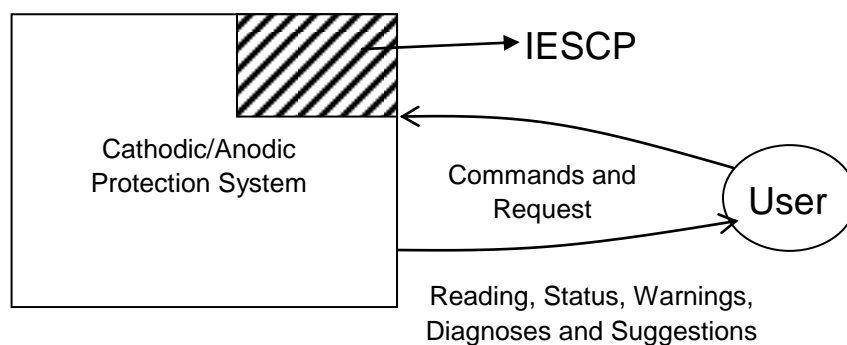 IESCP
Cathodic/Anodic
Protection System
Commands and
Request
User
Reading, Status, Warnings,
Diagnoses and Suggestions